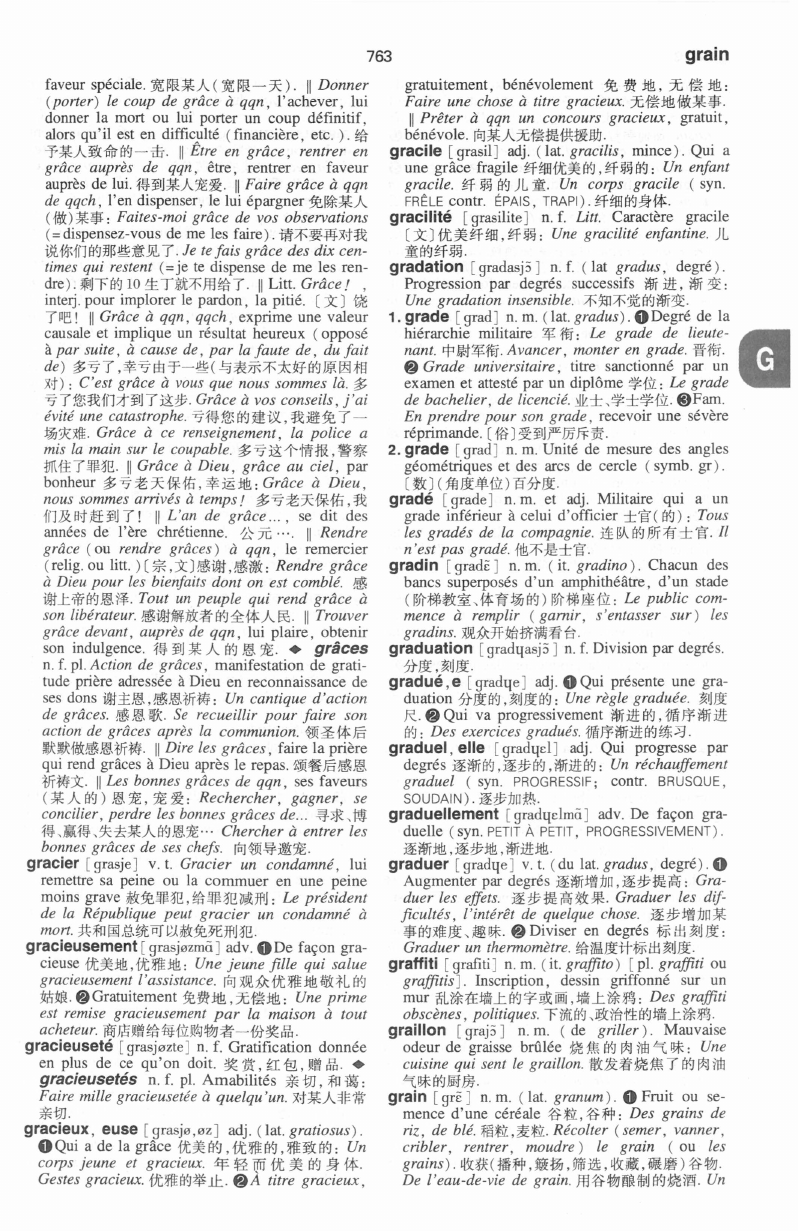 763
grain
faveur spéciale. 宽限某人(宽限一天). ‖ Donner
(porter) le coup de grâce à qqn, l'achever, lui
donner la mort ou lui porter un coup définitif,
alors qu'il est en difficulté (financière, etc.). 给
予某人致命的一击. ‖ Être en grâce, rentrer en
grâce auprès de qqn, être, rentrer en faveur
auprès de lui. 得到某人宠爱. ‖ Faire grâce à qqn
de qqch, l'en dispenser, le lui épargner 免除某人
(做)某事: Faites-moi grâce de vos observations
(=dispensez-vous de me les faire). 请不要再对我
说你们的那些意见了. Je te fais grâce des dix cen-
times qui restent (=je te dispense de me les ren-
dre): 剩下的 10 生丁就不用给了. ‖ Litt. Grâce! ,
interj. pour implorer le pardon, la pitié. 〔文〕饶
了吧! ‖ Grâce à qqn, qqch, exprime une valeur
causale et implique un résultat heureux (opposé
à par suite, à cause de, par la faute de, du fait
de) 多亏了,幸亏由于一些(与表示不太好的原因相
对): C'est grâce à vous que nous sommes là. 多
亏了您我们才到了这步. Grâce à vos conseils, j'ai
évité une catastrophe. 亏得您的建议,我避免了一
场灾难. Grâce à ce renseignement, la police a
mis la main sur le coupable. 多亏这个情报,警察
抓住了罪犯. ‖ Grâce à Dieu, grâce au ciel, par
bonheur 多亏老天保佑,幸运地: Grâce à Dieu,
nous sommes arrivés à temps! 多亏老天保佑,我
们及时赶到了! ‖ L'an de grâce..., se dit des
années de l'ère chrétienne. 公元…. ‖ Rendre
grâce (ou rendre grâces) à qqn, le remercier
(relig. ou litt.)〔宗,文〕感谢,感激: Rendre grâce
à Dieu pour les bienfaits dont on est comblé. 感
谢上帝的恩泽. Tout un peuple qui rend grâce à
son libérateur. 感谢解放者的全体人民. ‖ Trouver
grâce devant, auprès de qqn, lui plaire, obtenir
son indulgence. 得到某人的恩宠. ◆ grâces
n. f. pl. Action de grâces, manifestation de grati-
tude prière adressée à Dieu en reconnaissance de
ses dons 谢主恩,感恩祈祷: Un cantique d'action
de grâces. 感恩歌. Se recueillir pour faire son
action de grâces après la communion. 领圣体后
默默做感恩祈祷. ‖ Dire les grâces, faire la prière
qui rend grâces à Dieu après le repas. 颂餐后感恩
祈祷文. ‖ Les bonnes grâces de qqn, ses faveurs
(某人的)恩宠,宠爱: Rechercher, gagner, se
concilier, perdre les bonnes grâces de... 寻求、博
得、赢得、失去某人的恩宠… Chercher à entrer les
bonnes grâces de ses chefs. 向领导邀宠.
gracier [grasje] v. t. Gracier un condamné, lui
remettre sa peine ou la commuer en une peine
moins grave 赦免罪犯,给罪犯减刑: Le président
de la République peut gracier un condamné à
mort. 共和国总统可以赦免死刑犯.
gracieusement [grasjøzmɑ̃] adv. ❶De façon gra-
cieuse 优美地,优雅地: Une jeune fille qui salue
gracieusement l'assistance. 向观众优雅地敬礼的
姑娘. ❷Gratuitement 免费地,无偿地: Une prime
est remise gracieusement par la maison à tout
acheteur. 商店赠给每位购物者一份奖品.
gracieuseté [grasjøzte] n. f. Gratification donnée
en plus de ce qu'on doit. 奖赏,红包,赠品. ◆
gracieusetés n. f. pl. Amabilités 亲切,和蔼:
Faire mille gracieusetée à quelqu'un. 对某人非常
亲切.
gracieux, euse [grasjø,øz] adj. (lat. gratiosus).
❶Qui a de la grâce 优美的,优雅的,雅致的: Un
corps jeune et gracieux. 年轻而优美的身体.
Gestes gracieux. 优雅的举止. ❷A titre gracieux,
gratuitement, bénévolement 免费地,无偿地:
Faire une chose à titre gracieux. 无偿地做某事.
‖ Prêter à qqn un concours gracieux, gratuit,
bénévole. 向某人无偿提供援助.
gracile [grasil] adj. (lat. gracilis, mince). Qui a
une grâce fragile 纤细优美的,纤弱的: Un enfant
gracile. 纤弱的儿童. Un corps gracile (syn.
FRÊLE contr. ÉPAIS, TRAPI). 纤细的身体.
gracilité [grasilite] n. f. Litt. Caractère gracile
〔文〕优美纤细,纤弱: Une gracilité enfantine. 儿
童的纤弱.
gradation [gradasjɔ̃] n. f. (lat gradus, degré).
Progression par degrés successifs 渐进,渐变:
Une gradation insensible. 不知不觉的渐变.
1. grade [grad] n. m. (lat. gradus). ❶Degré de la
hiérarchie militaire 军衔: Le grade de lieute-
nant. 中尉军衔. Avancer, monter en grade. 晋衔.
❷ Grade universitaire, titre sanctionné par un
examen et attesté par un diplôme 学位: Le grade
de bachelier, de licencié. 业士、学士学位. ❸Fam.
En prendre pour son grade, recevoir une sévère
réprimande. 〔俗〕受到严厉斥责.
2. grade [grad] n. m. Unité de mesure des angles
géométriques et des arcs de cercle (symb. gr).
〔数〕(角度单位)百分度.
gradé [grade] n. m. et adj. Militaire qui a un
grade inférieur à celui d'officier 士官(的): Tous
les gradés de la compagnie. 连队的所有士官. Il
n'est pas gradé. 他不是士官.
gradin [gradɛ̃] n. m. (it. gradino). Chacun des
bancs superposés d'un amphithéâtre, d'un stade
(阶梯教室、体育场的)阶梯座位: Le public com-
mence à remplir (garnir, s'entasser sur) les
gradins. 观众开始挤满看台.
graduation [gradɥasjɔ̃] n. f. Division par degrés.
分度,刻度.
gradué, e [gradɥe] adj. ❶Qui présente une gra-
duation 分度的,刻度的: Une règle graduée. 刻度
尺. ❷Qui va progressivement 渐进的,循序渐进
的: Des exercices gradués. 循序渐进的练习.
graduel, elle [gradɥɛl] adj. Qui progresse par
degrés 逐渐的,逐步的,渐进的: Un réchauffement
graduel (syn. PROGRESSIF; contr. BRUSQUE,
SOUDAIN). 逐步加热.
graduellement [gradɥɛlmɑ̃] adv. De façon gra-
duelle (syn. PETIT À PETIT, PROGRESSIVEMENT).
逐渐地,逐步地,渐进地.
graduer [gradɥe] v. t. (du lat. gradus, degré). ❶
Augmenter par degrés 逐渐增加,逐步提高: Gra-
duer les effets. 逐步提高效果. Graduer les dif-
ficultés, l'intérêt de quelque chose. 逐步增加某
事的难度、趣味. ❷Diviser en degrés 标出刻度:
Graduer un thermomètre. 给温度计标出刻度.
graffiti [grafiti] n. m. (it. graffito) [pl. graffiti ou
graffitis]. Inscription, dessin griffonné sur un
mur 乱涂在墙上的字或画,墙上涂鸦: Des graffiti
obscènes, politiques. 下流的、政治性的墙上涂鸦.
graillon [grajɔ̃] n. m. (de griller). Mauvaise
odeur de graisse brûlée 烧焦的肉油气味: Une
cuisine qui sent le graillon. 散发着烧焦了的肉油
气味的厨房.
grain [grɛ̃] n. m. (lat. granum). ❶ Fruit ou se-
mence d'une céréale 谷粒,谷种: Des grains de
riz, de blé. 稻粒,麦粒. Récolter (semer, vanner,
cribler, rentrer, moudre) le grain (ou les
grains). 收获(播种,簸扬,筛选,收藏,碾磨)谷物.
De l'eau-de-vie de grain. 用谷物酿制的烧酒. Un
G